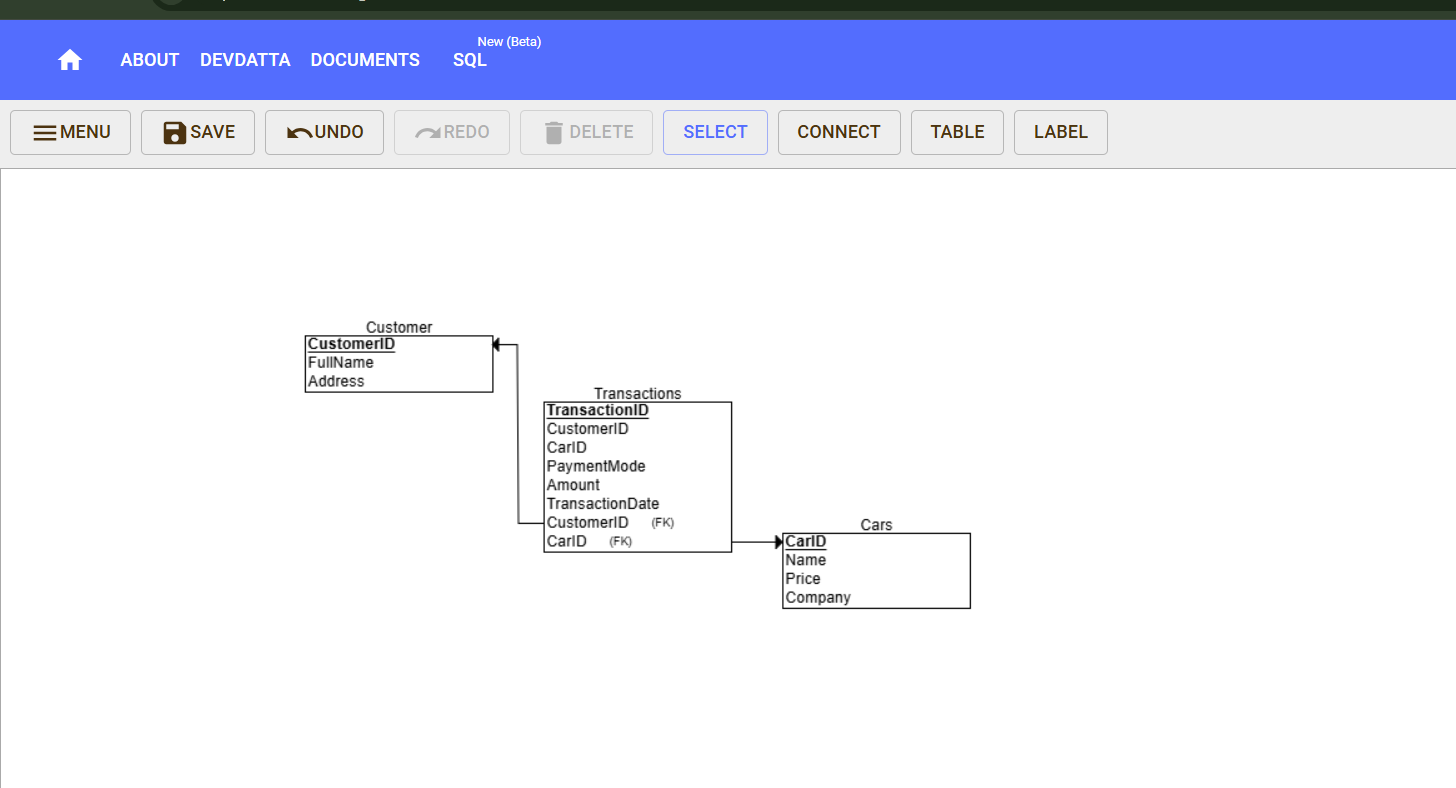 New (Beta)
ABOUT DEVDATTA DOCUMENTS SQL
MENU SAVE UNDO REDO DELETE SELECT CONNECT TABLE LABEL
Customer
CustomerID
FullName
Address
Transactions
TransactionID
CustomerID
CarID
PaymentMode
Amount
TransactionDate
CustomerID (FK)
CarID (FK)
Cars
CarID
Name
Price
Company